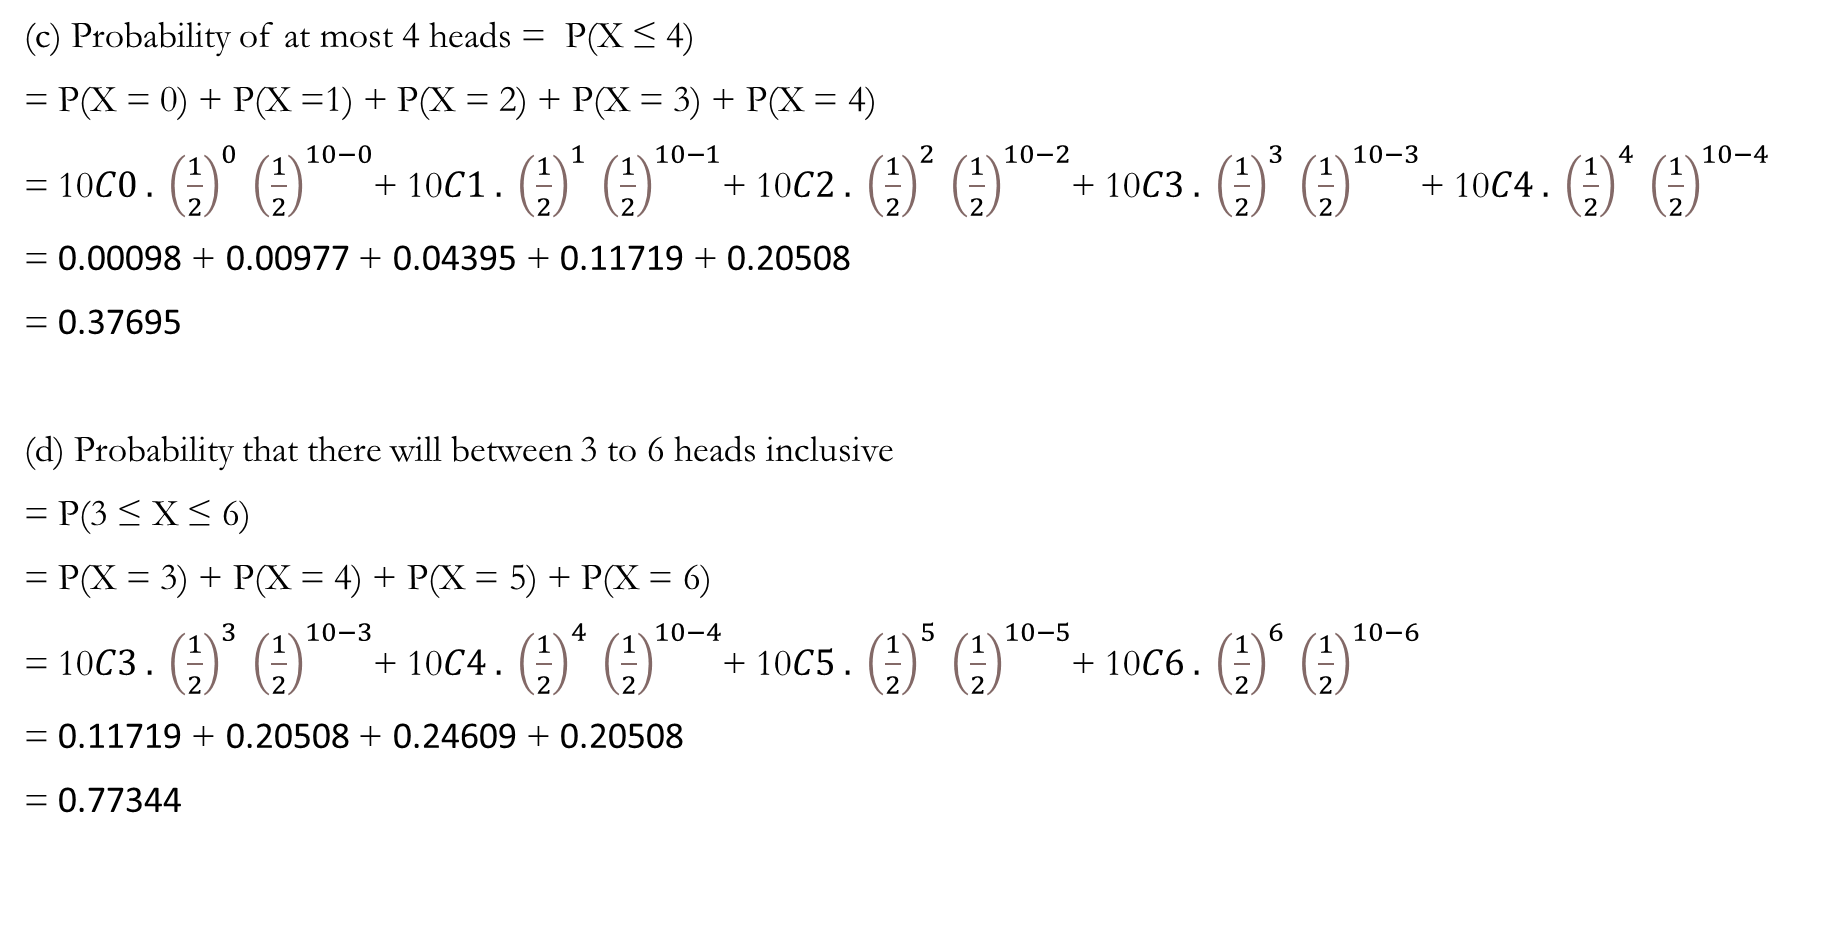 (c) Probability of at most 4 heads = P(X ≤ 4)
= P(X = 0) + P(X =1) + P(X = 2) + P(X = 3) + P(X = 4)
= 10C0 . (1/2)^0 (1/2)^(10−0) + 10C1 . (1/2)^1 (1/2)^(10−1) + 10C2 . (1/2)^2 (1/2)^(10−2) + 10C3 . (1/2)^3 (1/2)^(10−3) + 10C4 . (1/2)^4 (1/2)^(10−4)
= 0.00098 + 0.00977 + 0.04395 + 0.11719 + 0.20508
= 0.37695
(d) Probability that there will between 3 to 6 heads inclusive
= P(3 ≤ X ≤ 6)
= P(X = 3) + P(X = 4) + P(X = 5) + P(X = 6)
= 10C3 . (1/2)^3 (1/2)^(10−3) + 10C4 . (1/2)^4 (1/2)^(10−4) + 10C5 . (1/2)^5 (1/2)^(10−5) + 10C6 . (1/2)^6 (1/2)^(10−6)
= 0.11719 + 0.20508 + 0.24609 + 0.20508
= 0.77344